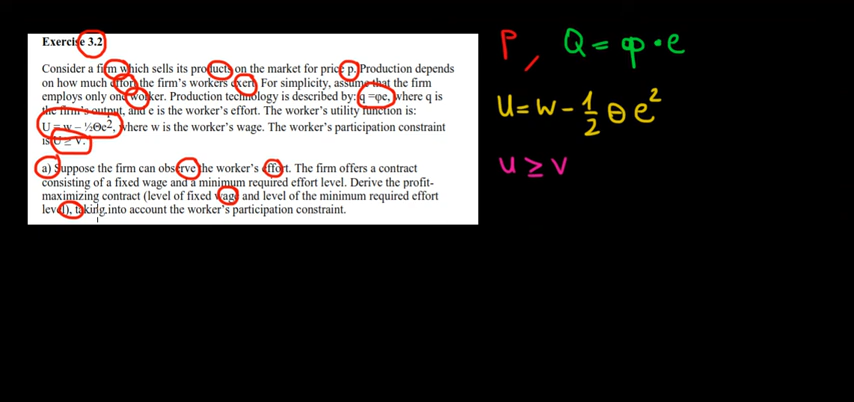 Exercise 3.2
Consider a firm which sells its products on the market for price p. Production depends
on how much effort the firm's workers exert. For simplicity, assume that the firm
employs only one worker. Production technology is described by: q =φe, where q is
the firm's output, and e is the worker's effort. The worker's utility function is:
U = w – ½Θe², where w is the worker's wage. The worker's participation constraint
is U ≥ V.
a) Suppose the firm can observe the worker's effort. The firm offers a contract
consisting of a fixed wage and a minimum required effort level. Derive the profit-
maximizing contract (level of fixed wage and level of the minimum required effort
level), taking into account the worker's participation constraint.
P, Q = φ · e
U = w - 1/2 θ e²
U ≥ V